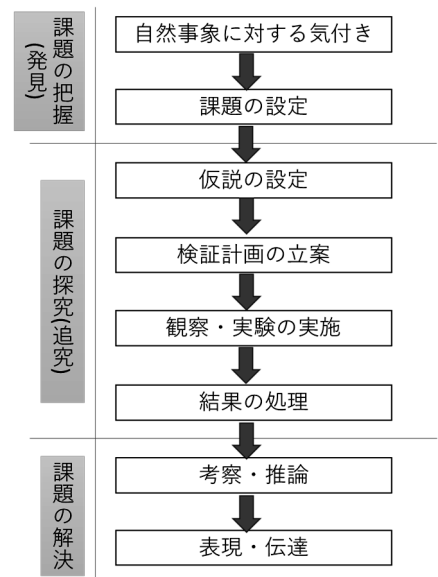 課題の把握
(発見)
自然事象に対する気付き
課題の設定
課題の探究(追究)
仮説の設定
検証計画の立案
観察・実験の実施
結果の処理
課題の解決
考察・推論
表現・伝達